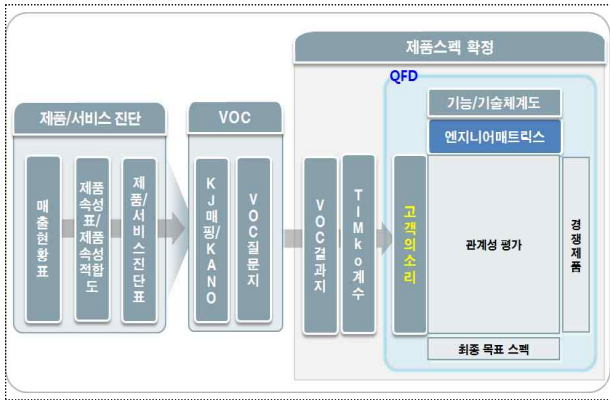 제품스펙 확정
QFD
제품/서비스 진단
VOC
기능/기술체계도
엔지니어매트릭스
매출현황표
제품
속성
표/
제품
속성
적합
도
제품/서비스진단표
KJ매핑/KANO
VOC질문지
VOC결과지
TIMko계수
고객의소리
관계성 평가
경쟁제품
최종 목표 스펙